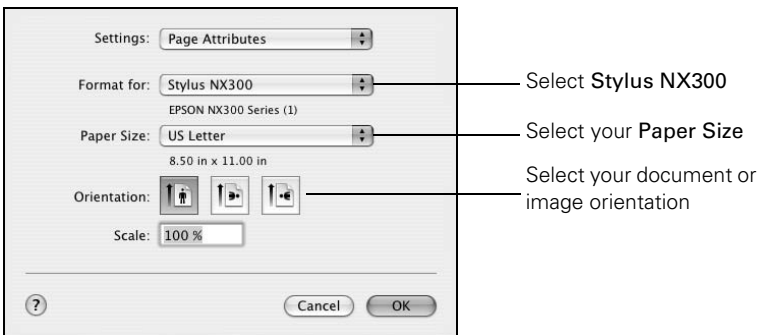 Settings: Page Attributes
Format for: Stylus NX300
EPSON NX300 Series (1)
Paper Size: US Letter
8.50 in x 11.00 in
Orientation:
Scale: 100 %
? Cancel OK
Select Stylus NX300
Select your Paper Size
Select your document or
image orientation